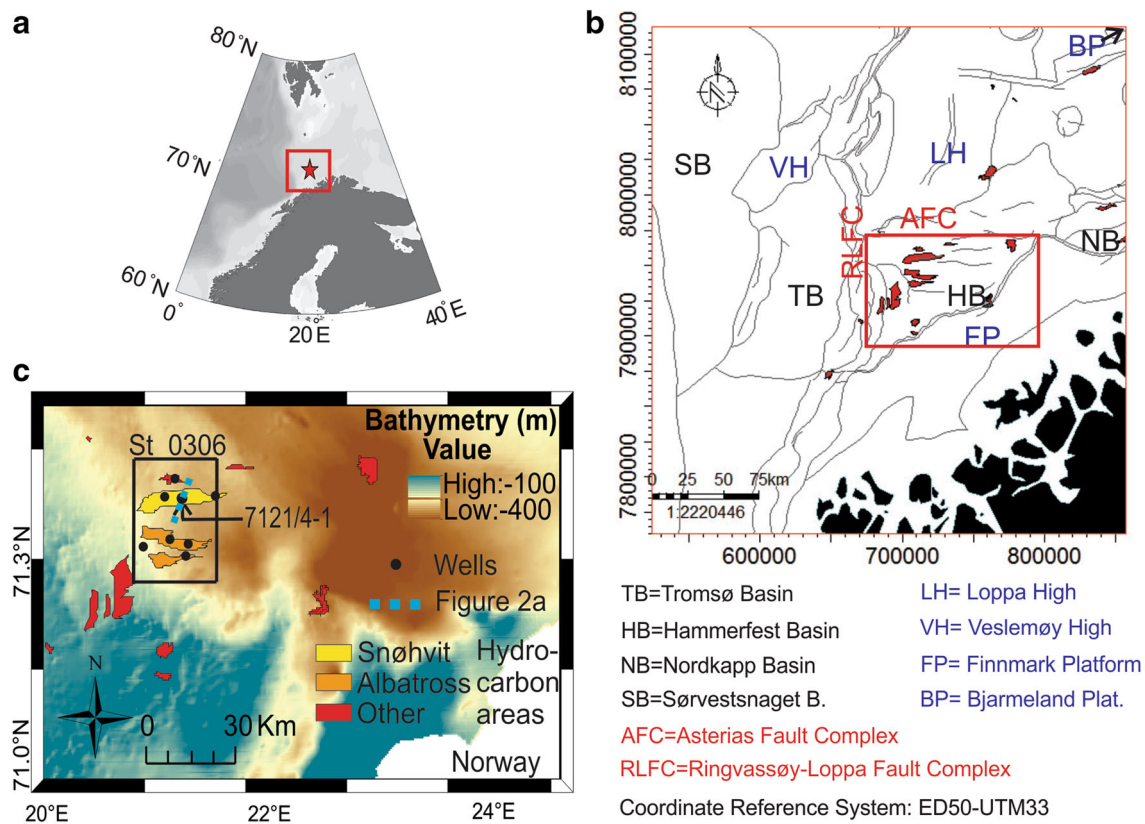 a
80°N
70°N
60°N
0°
20°E
40°E
b
8100000
8000000
7900000
7800000
BP
SB
VH
LH
RLFC
AFC
NB
TB
HB
FP
0 25 50 75km
1:2220446
600000 700000 800000
TB=Tromsø Basin
HB=Hammerfest Basin
NB=Nordkapp Basin
SB=Sørvestsnaget B.
LH= Loppa High
VH= Veslemøy High
FP= Finnmark Platform
BP= Bjarmeland Plat.
AFC=Asterias Fault Complex
RLFC=Ringvassøy-Loppa Fault Complex
Coordinate Reference System: ED50-UTM33
c
St_0306
Bathymetry (m)
Value
High:-100
Low:-400
7121/4-1
Wells
Figure 2a
Snøhvit
Albatross
Other
Hydro-
carbon
areas
N
0 30 Km
Norway
71.3°N
71.0°N
20°E 22°E 24°E